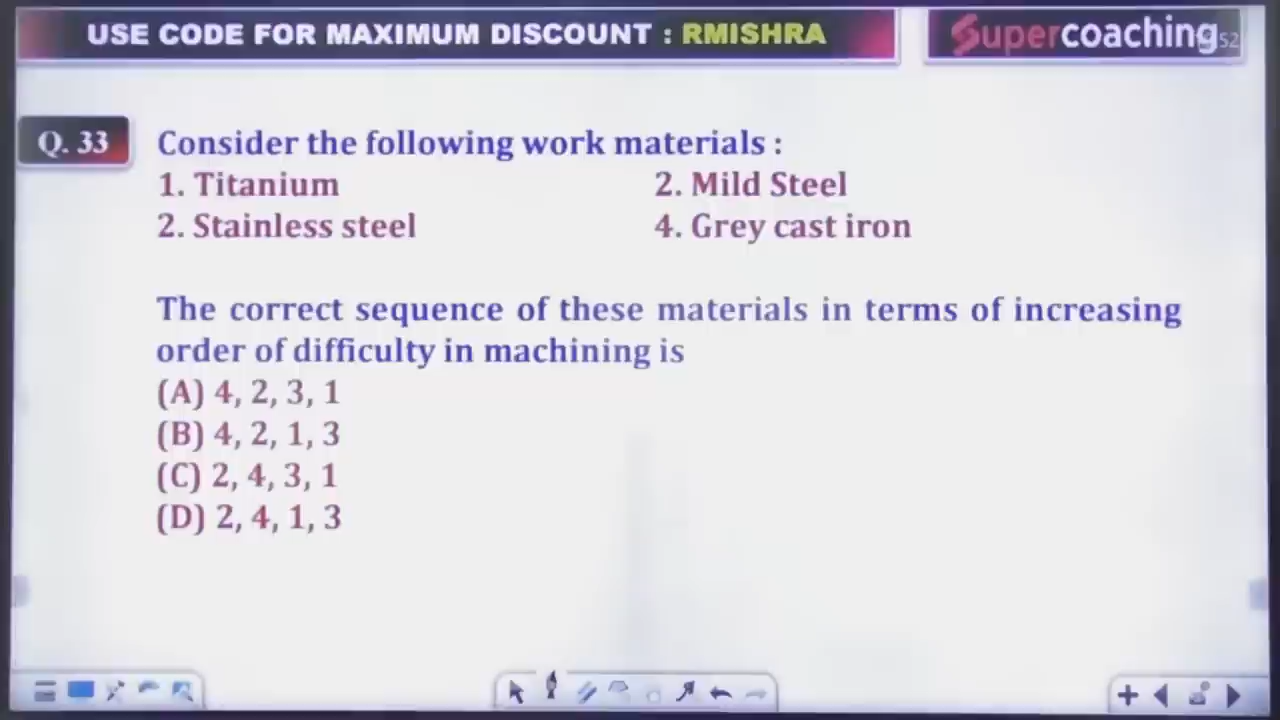 USE CODE FOR MAXIMUM DISCOUNT : RMISHRA
Supercoaching
52
Q. 33
Consider the following work materials :
1. Titanium 2. Mild Steel
2. Stainless steel 4. Grey cast iron
The correct sequence of these materials in terms of increasing
order of difficulty in machining is
(A) 4, 2, 3, 1
(B) 4, 2, 1, 3
(C) 2, 4, 3, 1
(D) 2, 4, 1, 3